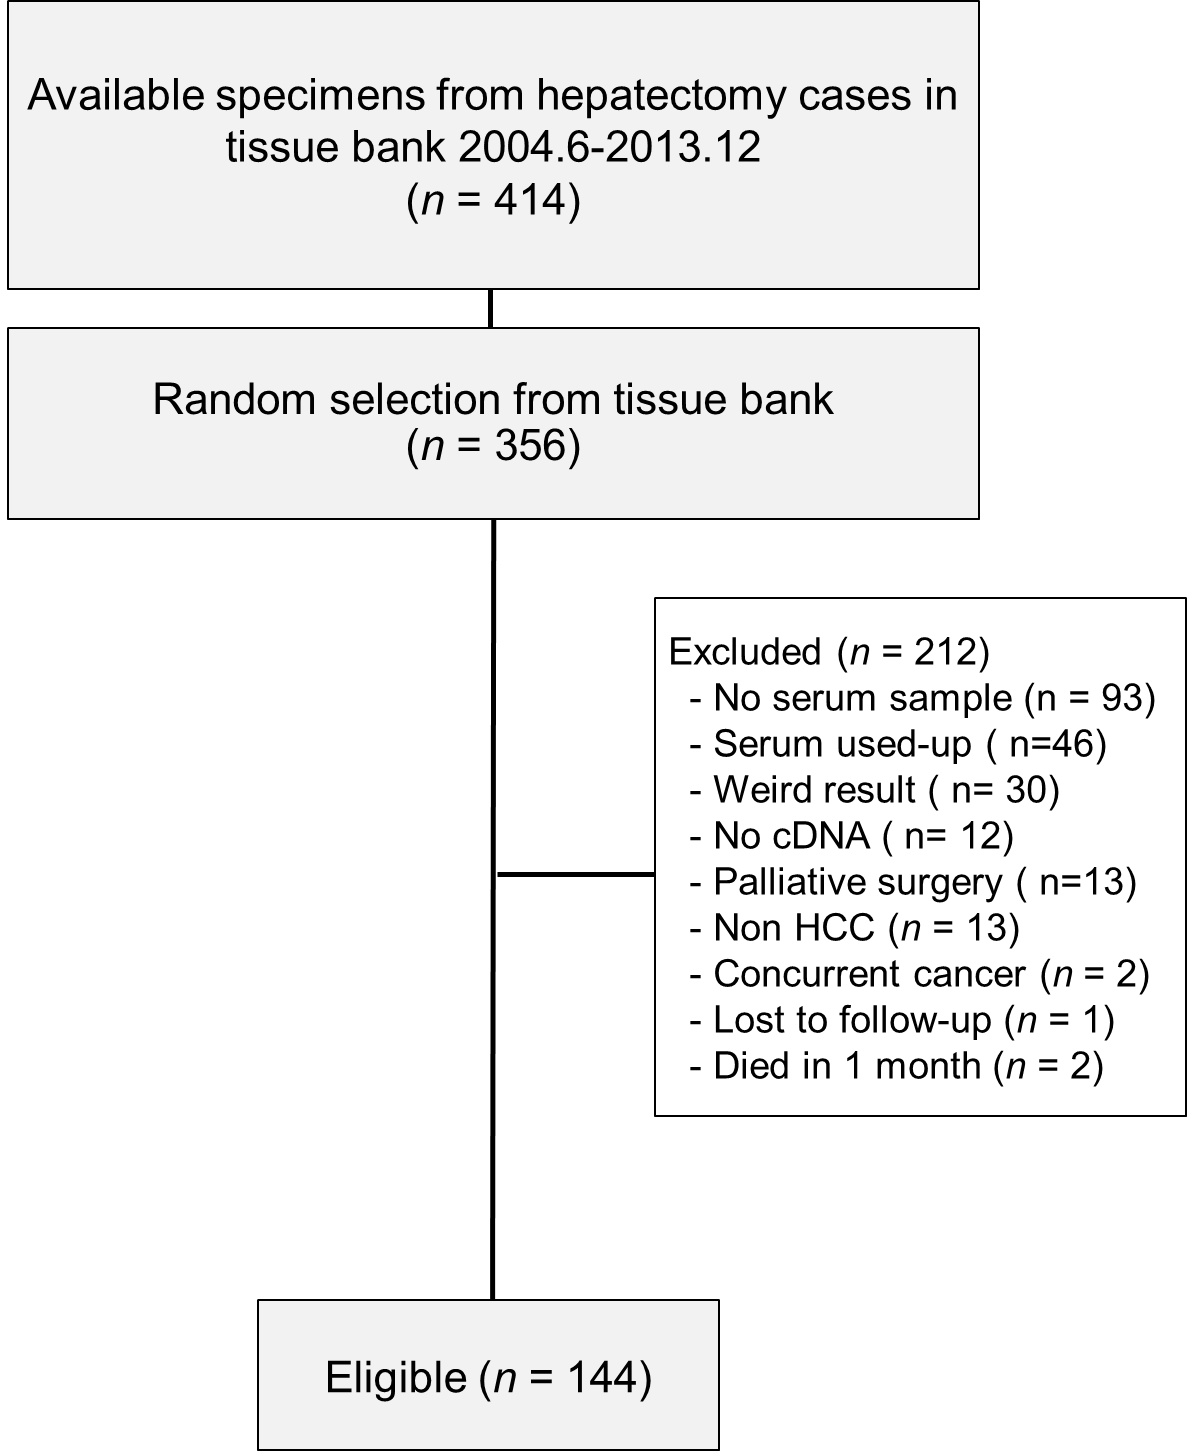 Available specimens from hepatectomy cases in
tissue bank 2004.6-2013.12
(n = 414)
Random selection from tissue bank
(n = 356)
Excluded (n = 212)
- No serum sample (n = 93)
- Serum used-up ( n=46)
- Weird result ( n= 30)
- No cDNA ( n= 12)
- Palliative surgery ( n=13)
- Non HCC (n = 13)
- Concurrent cancer (n = 2)
- Lost to follow-up (n = 1)
- Died in 1 month (n = 2)
Eligible (n = 144)